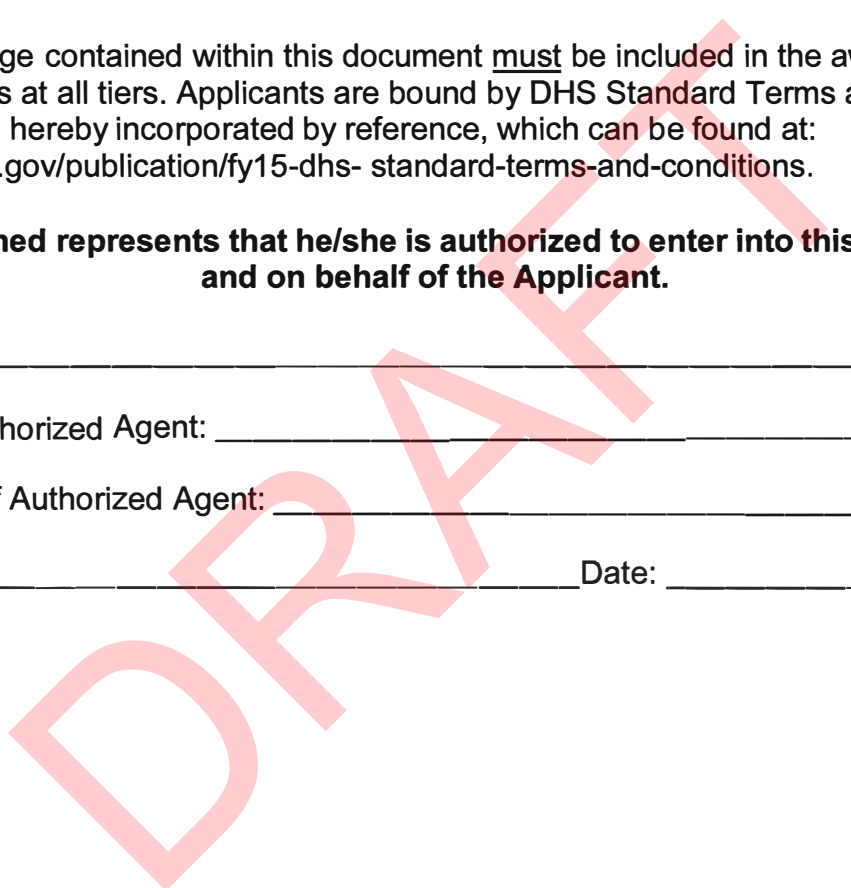 ge contained within this document must be included in the a
s at all tiers. Applicants are bound by DHS Standard Terms a
hereby incorporated by reference, which can be found at:
.gov/publication/fy15-dhs- standard-terms-and-conditions.
ned represents that he/she is authorized to enter into this
and on behalf of the Applicant.
horized Agent:
f Authorized Agent:
Date:
DRAFT